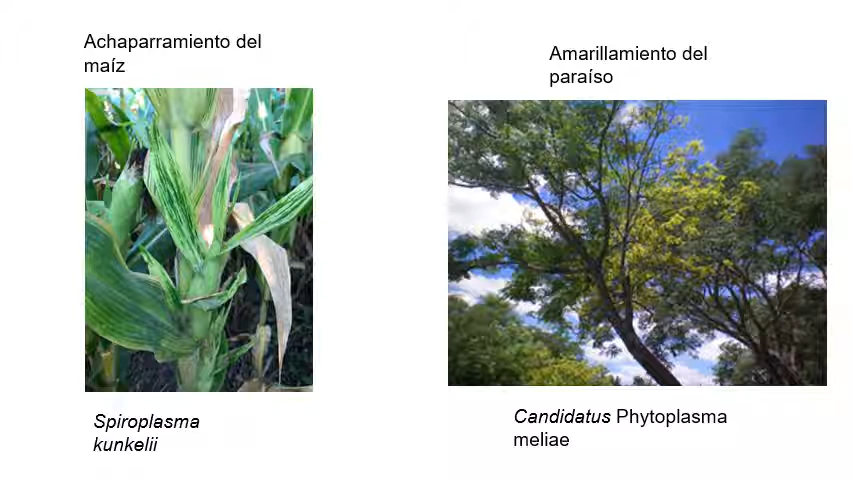 Achaparramiento del
maíz
Amarillamiento del
paraíso
Spiroplasma
kunkelii
Candidatus Phytoplasma
meliae